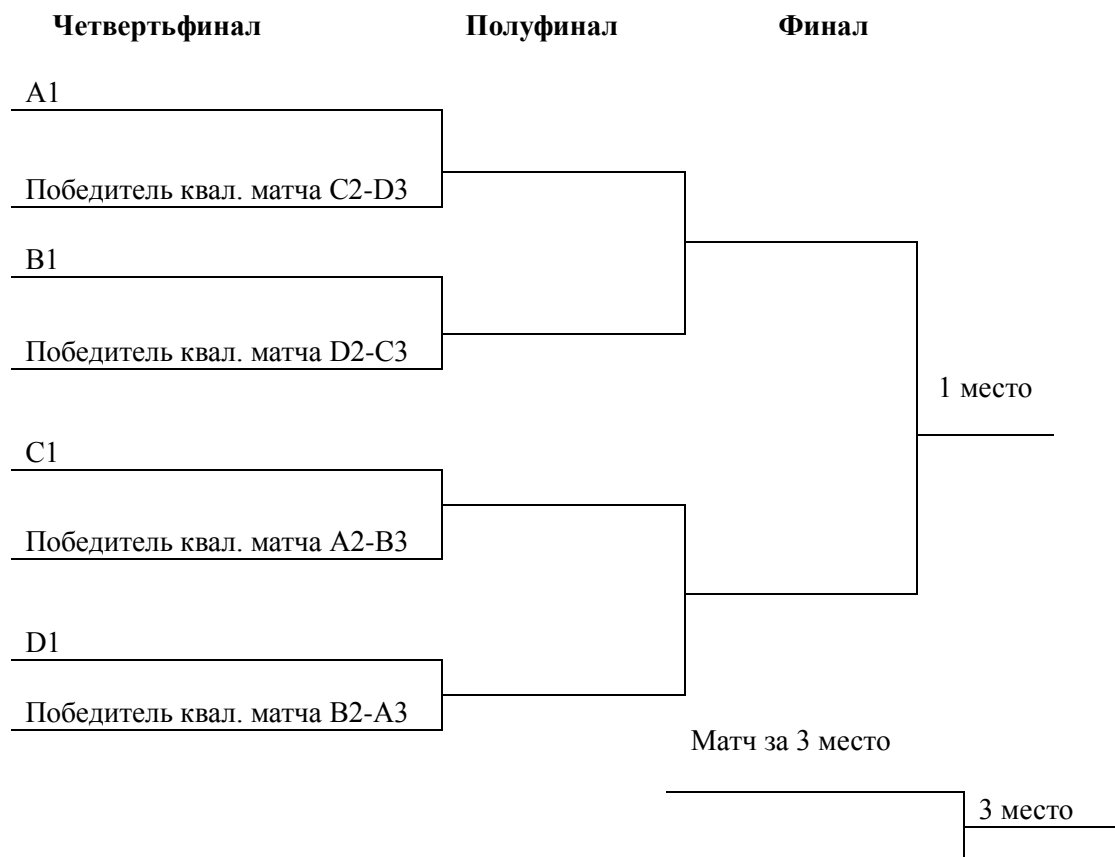 Четвертьфинал Полуфинал Финал
A1
Победитель квал. матча C2-D3
B1
Победитель квал. матча D2-C3
1 место
C1
Победитель квал. матча A2-B3
D1
Победитель квал. матча B2-A3
Матч за 3 место
3 место